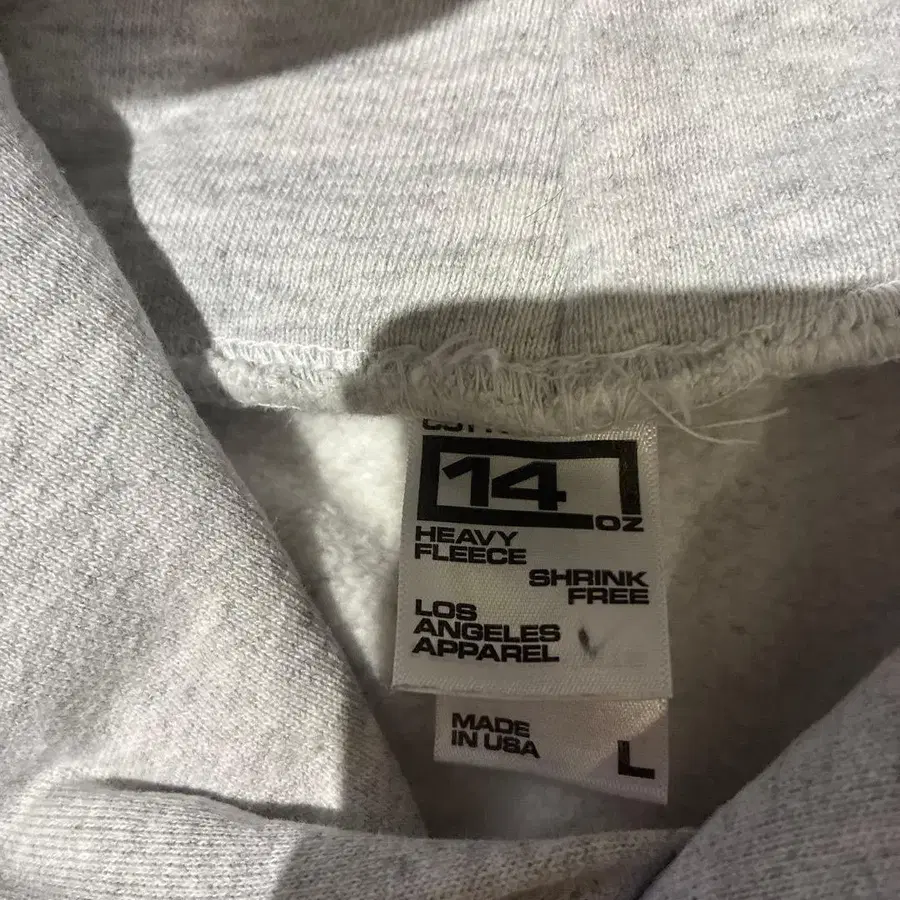 14
OZ
HEAVY
FLEECE
SHRINK
FREE
LOS
ANGELES
APPAREL
MADE
IN USA
L